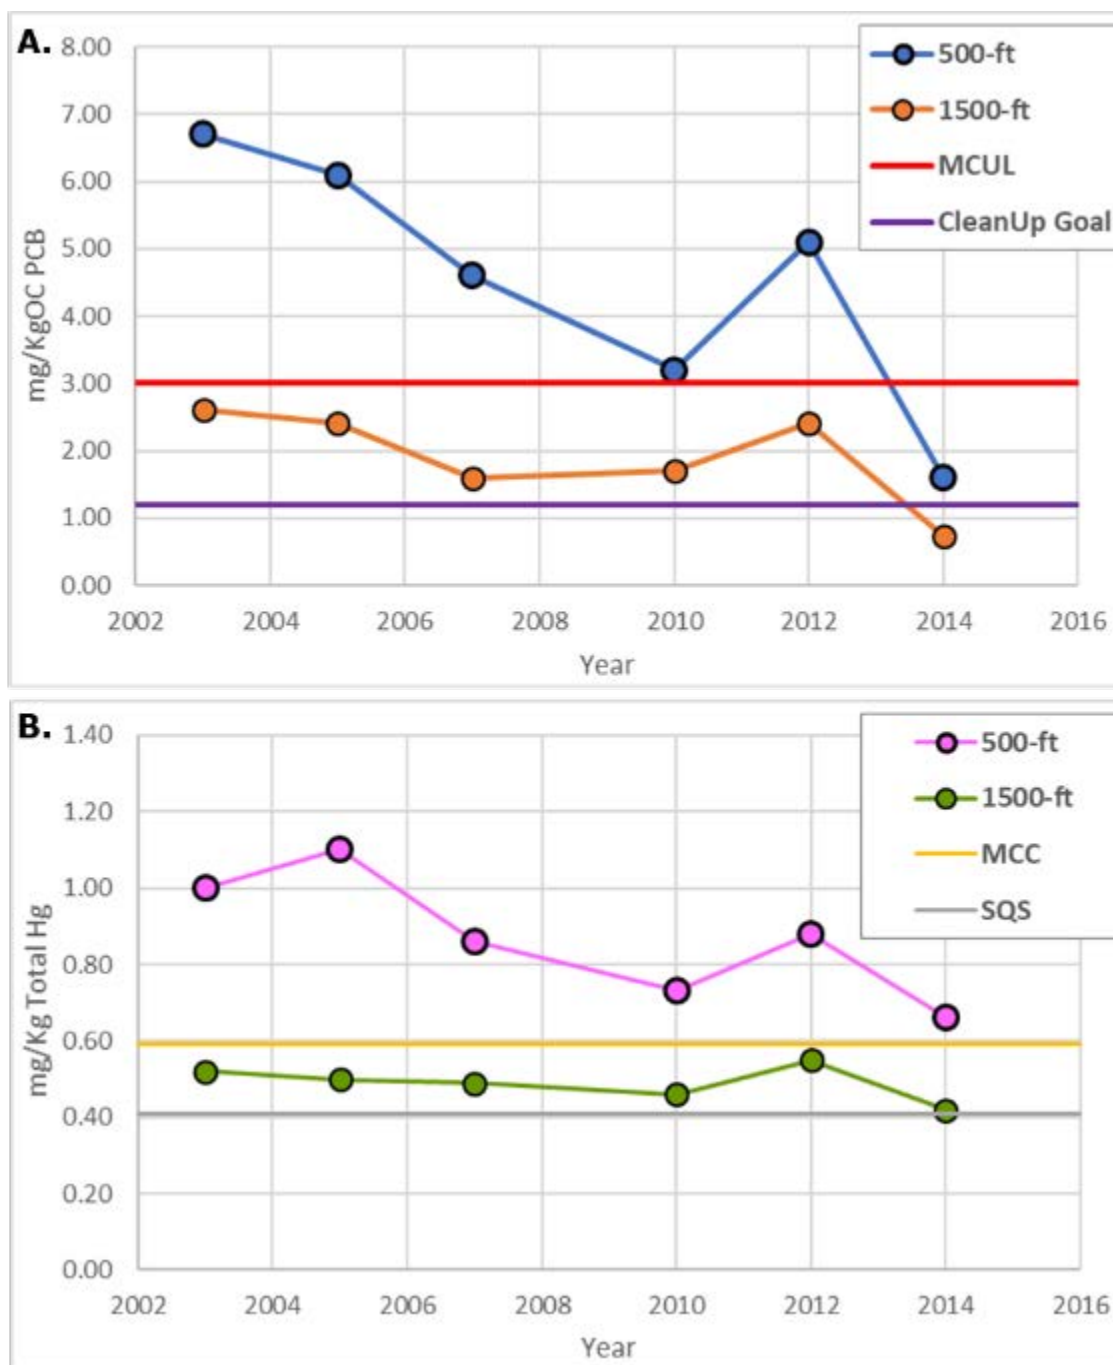 A.
8.00
7.00
6.00
5.00
4.00
3.00
2.00
1.00
0.00
mg/KgOC PCB
500-ft
1500-ft
MCUL
CleanUp Goal
2002 2004 2006 2008 2010 2012 2014 2016
Year
B.
1.40
1.20
1.00
0.80
0.60
0.40
0.20
0.00
mg/Kg Total Hg
500-ft
1500-ft
MCC
SQS
2002 2004 2006 2008 2010 2012 2014 2016
Year